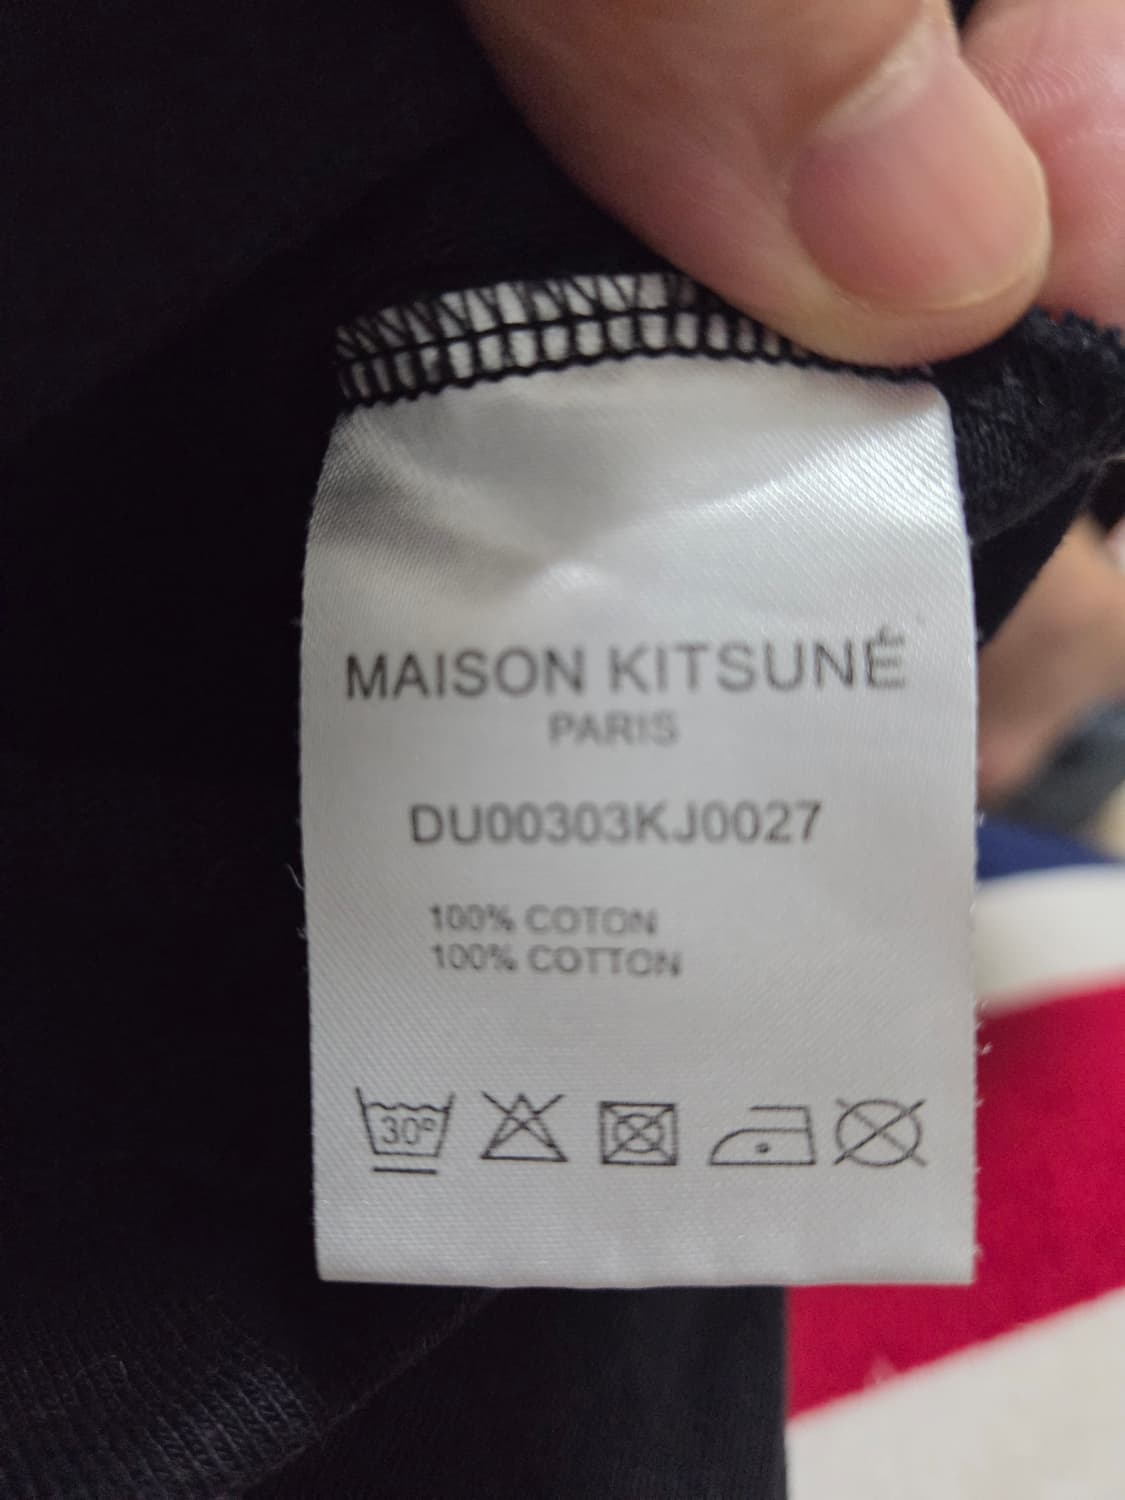 MAISON KITSUNÉ
PARIS
DU00303KJ0027
100% COTON
100% COTTON
30°